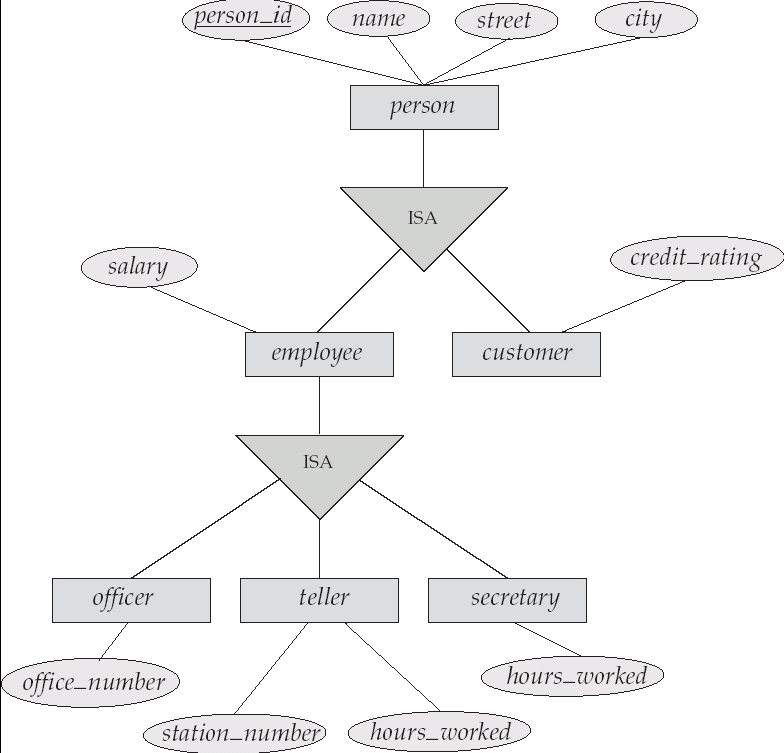 person_id
name
street
city
person
ISA
salary
credit_rating
employee
customer
ISA
officer
teller
secretary
office_number
hours_worked
station_number
hours_worked